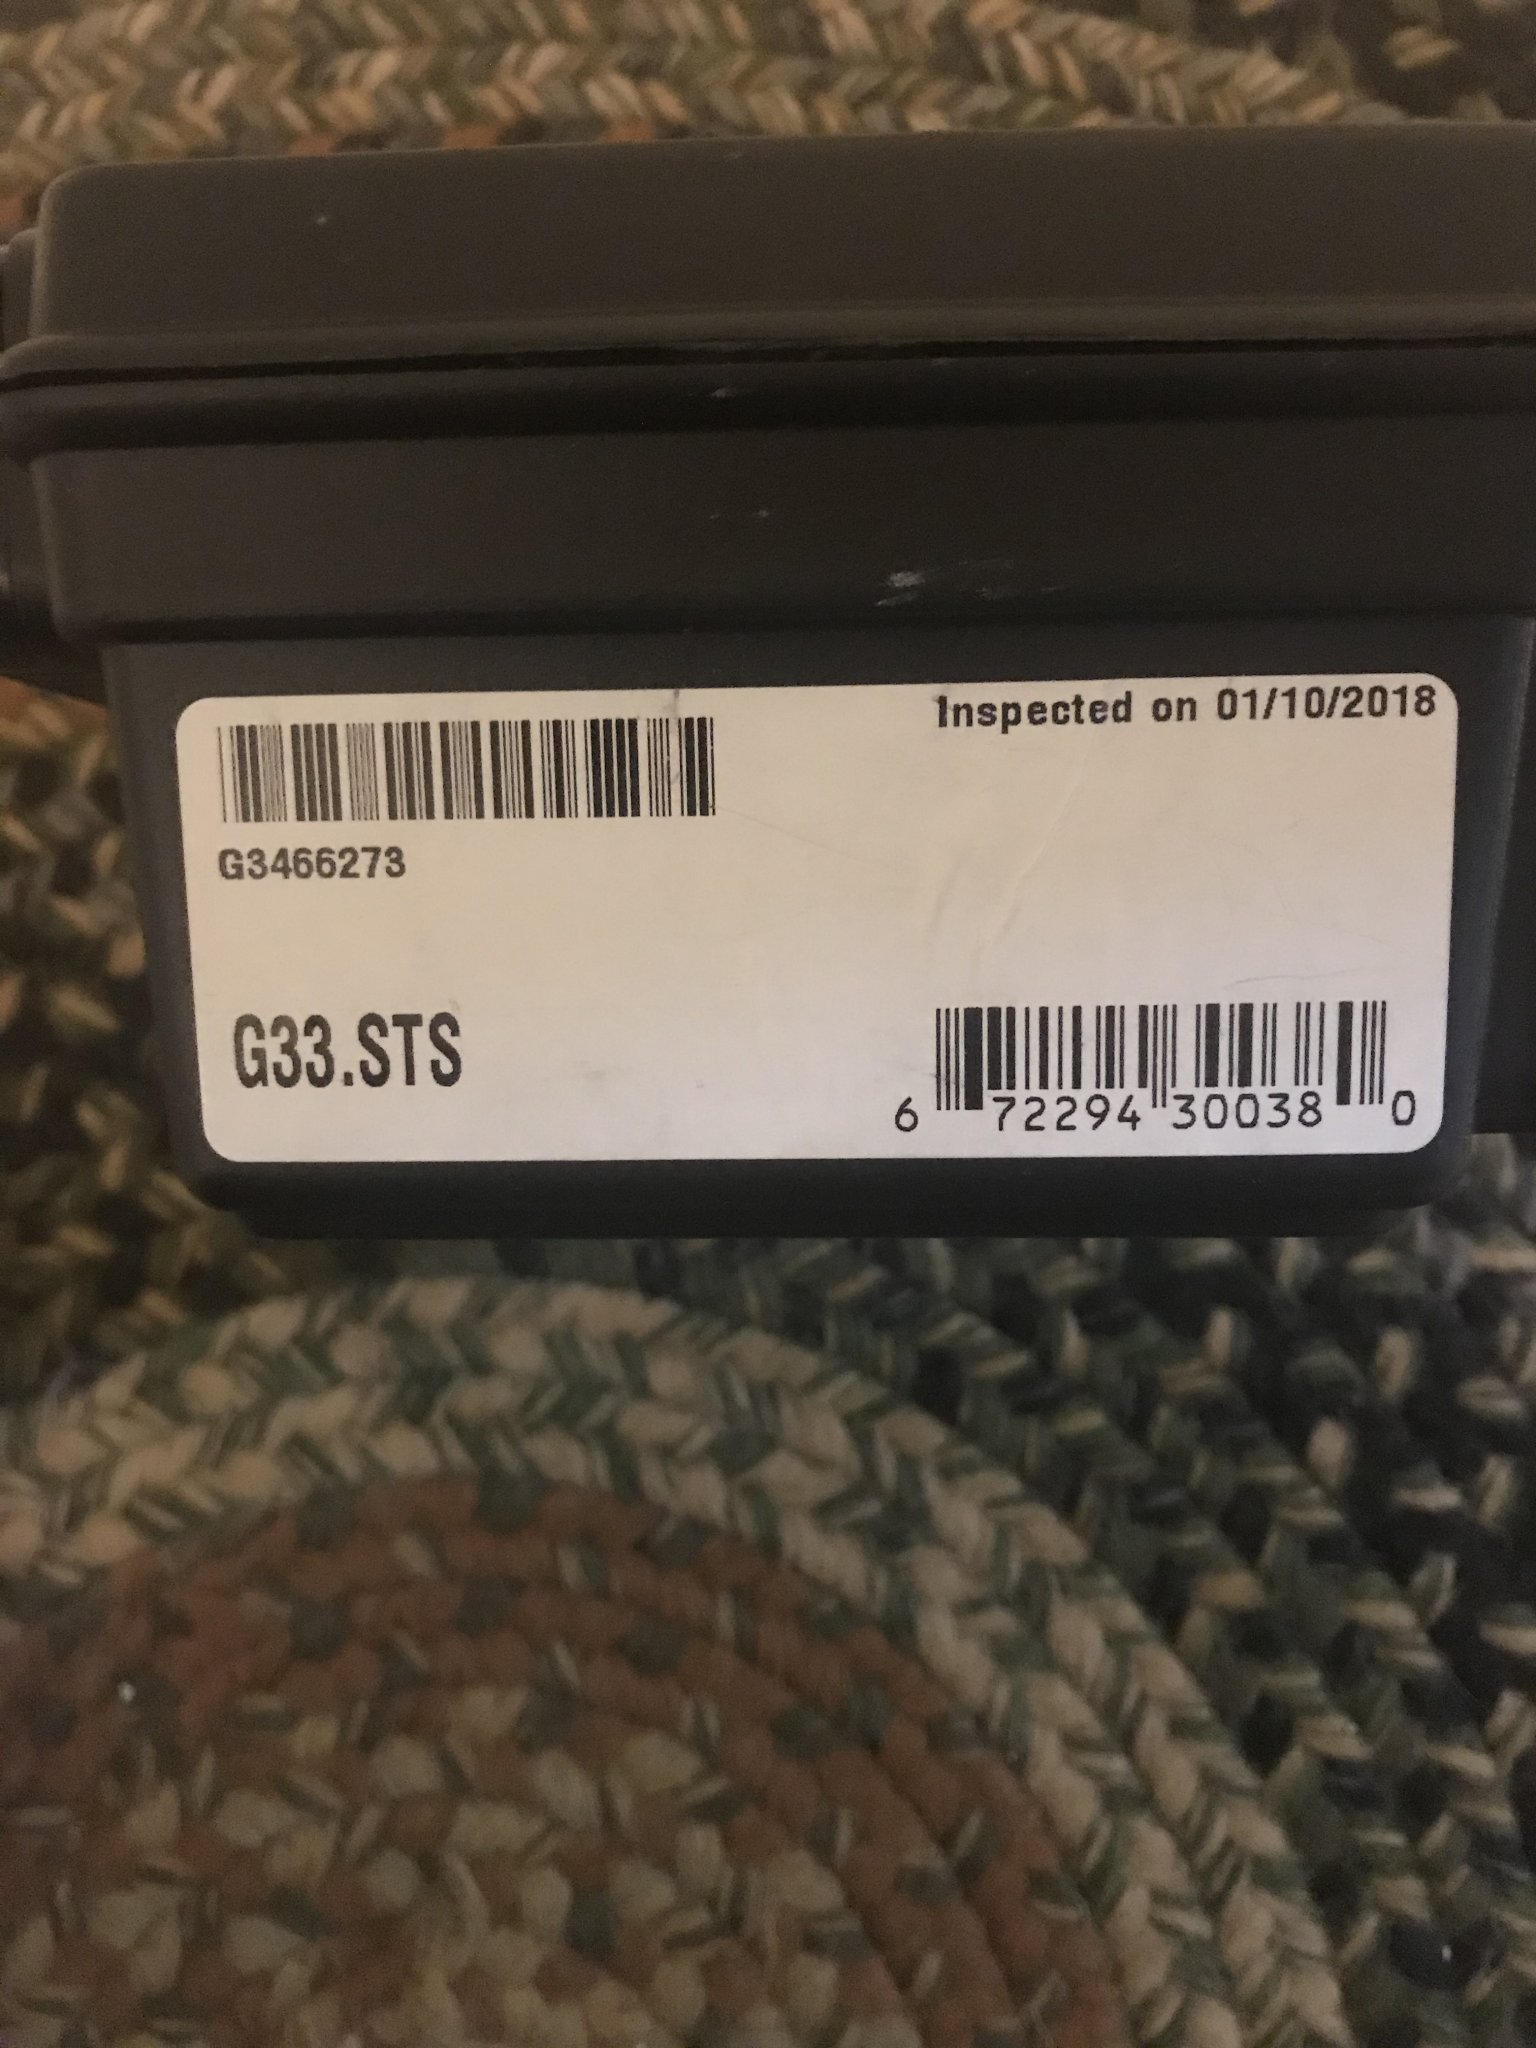 Inspected on 01/10/2018
G3466273
G33.STS
6 72294 30038 0